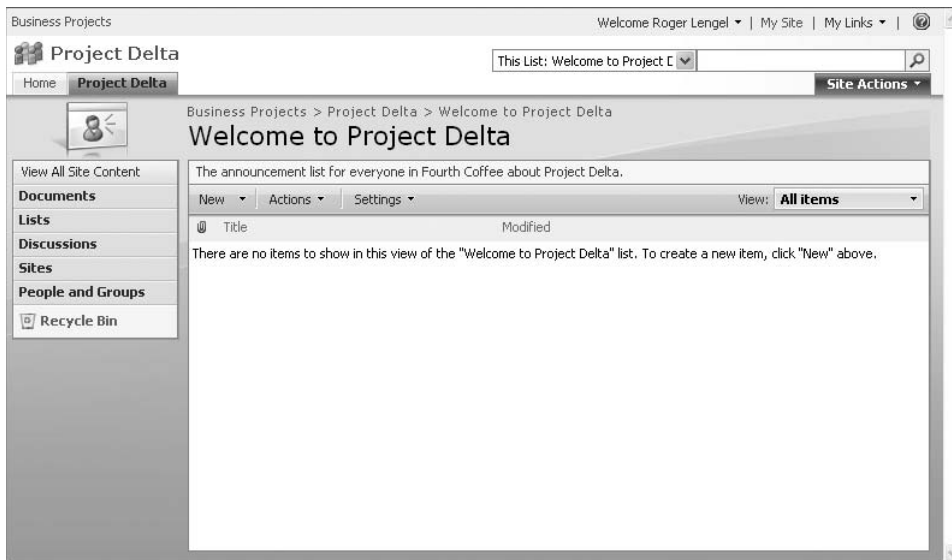 Business Projects
Welcome Roger Lengel | My Site | My Links |
Project Delta
This List: Welcome to Project D
Home Project Delta
Site Actions
Business Projects > Project Delta > Welcome to Project Delta
Welcome to Project Delta
View All Site Content
Documents
Lists
Discussions
Sites
People and Groups
Recycle Bin
The announcement list for everyone in Fourth Coffee about Project Delta.
New Actions Settings View: All items
Title Modified
There are no items to show in this view of the "Welcome to Project Delta" list. To create a new item, click "New" above.